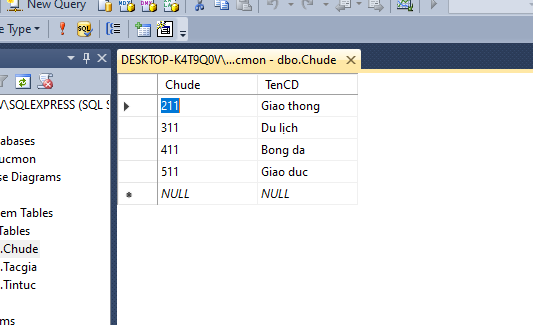 New Query
e Type
DESKTOP-K4T9Q0V\...cmon - dbo.Chude
Chude TenCD
211 Giao thong
311 Du lịch
411 Bong da
511 Giao duc
NULL NULL
V\SQLEXPRESS (SQL S
abases
ucmon
se Diagrams
em Tables
Tables
.Chude
.Tacgia
.Tintuc
ms